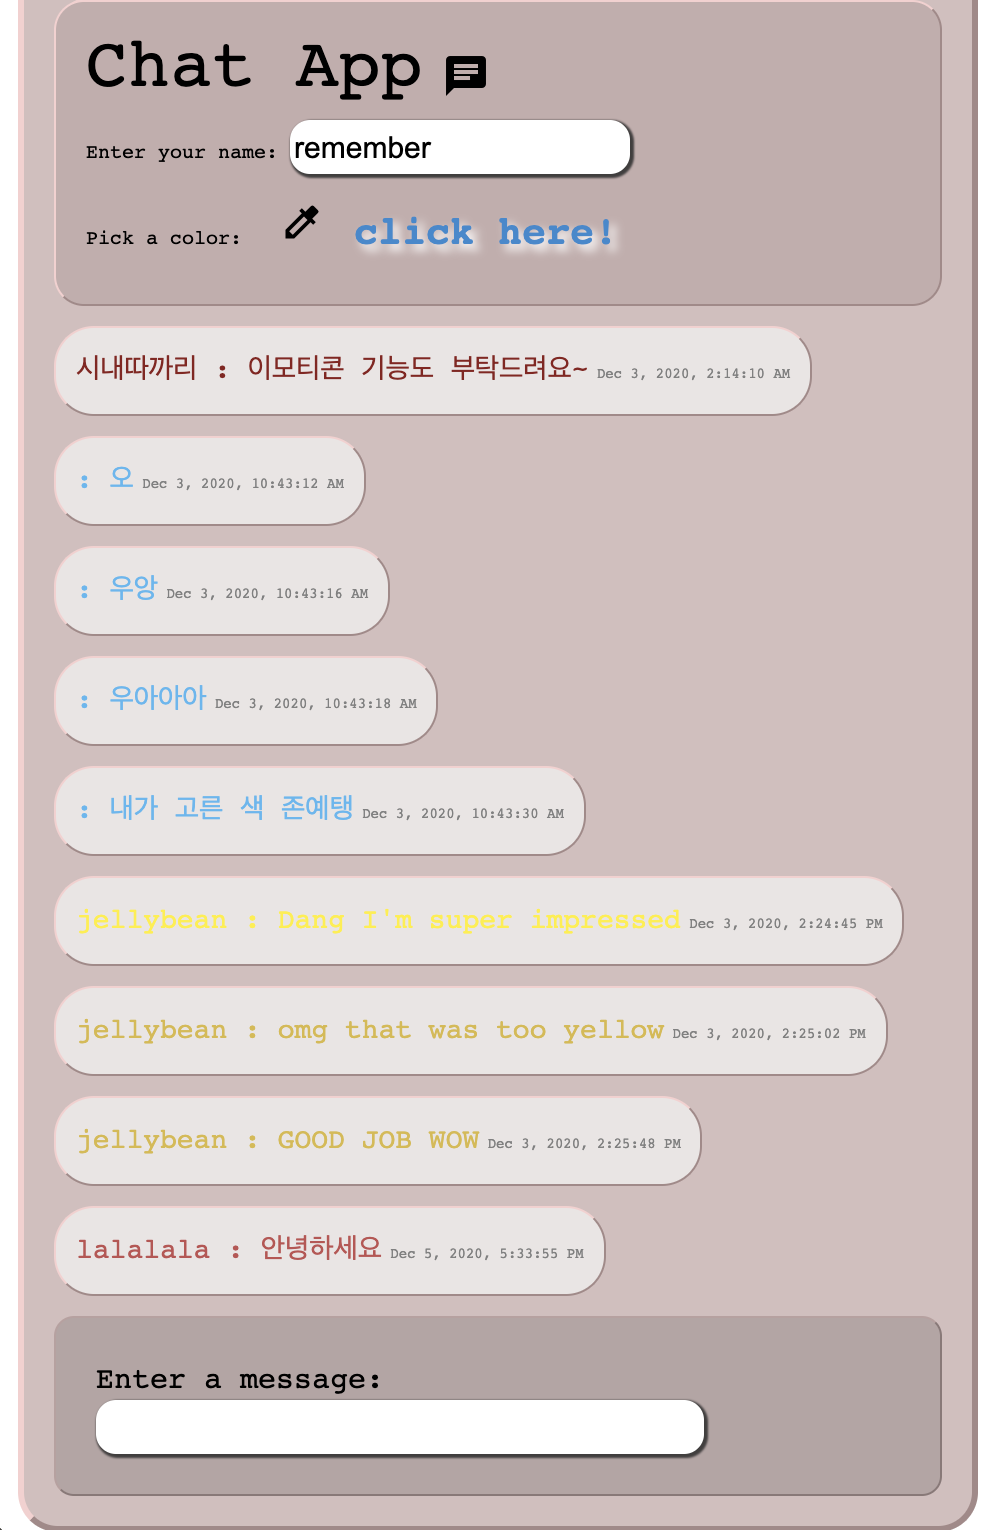 Chat App
Enter your name: remember
Pick a color: click here!
시내따까리 : 이모티콘 기능도 부탁드려요~ Dec 3, 2020, 2:14:10 AM
: 오 Dec 3, 2020, 10:43:12 AM
: 우앙 Dec 3, 2020, 10:43:16 AM
: 우아아아 Dec 3, 2020, 10:43:18 AM
: 내가 고른 색 존예탱 Dec 3, 2020, 10:43:30 AM
jellybean : Dang I'm super impressed Dec 3, 2020, 2:24:45 PM
jellybean : omg that was too yellow Dec 3, 2020, 2:25:02 PM
jellybean : GOOD JOB WOW Dec 3, 2020, 2:25:48 PM
lalalala : 안녕하세요 Dec 5, 2020, 5:33:55 PM
Enter a message: